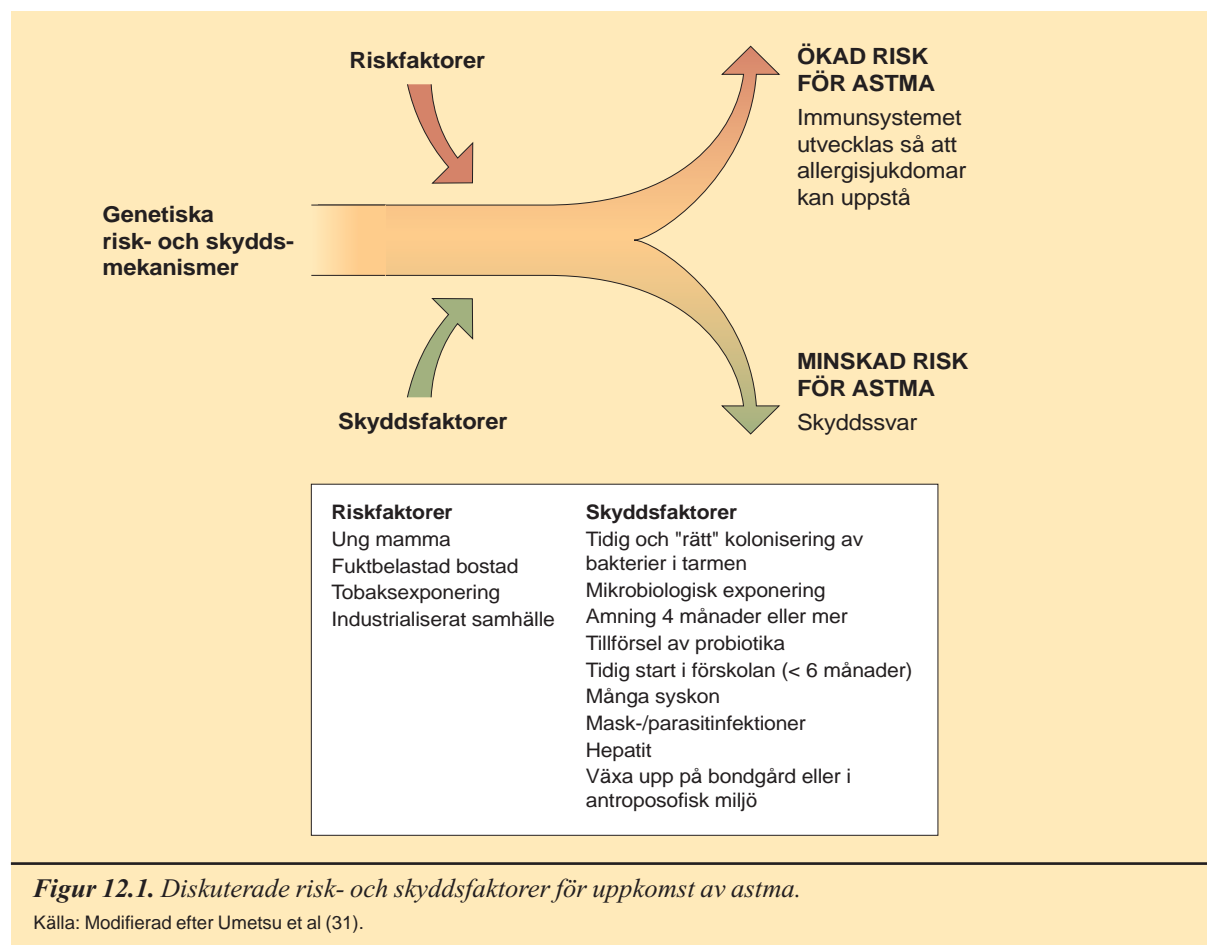 Riskfaktorer
ÖKAD RISK
FÖR ASTMA
Immunsystemet
utvecklas så att
allergisjukdomar
kan uppstå
Genetiska
risk- och skydds-
mekanismer
MINSKAD RISK
FÖR ASTMA
Skyddssvar
Skyddsfaktorer
Riskfaktorer
Ung mamma
Fuktbelastad bostad
Tobaksexponering
Industrialiserat samhälle
Skyddsfaktorer
Tidig och "rätt" kolonisering av
bakterier i tarmen
Mikrobiologisk exponering
Amning 4 månader eller mer
Tillförsel av probiotika
Tidig start i förskolan (< 6 månader)
Många syskon
Mask-/parasitinfektioner
Hepatit
Växa upp på bondgård eller i
antroposofisk miljö
Figur 12.1. Diskuterade risk- och skyddsfaktorer för uppkomst av astma.
Källa: Modifierad efter Umetsu et al (31).